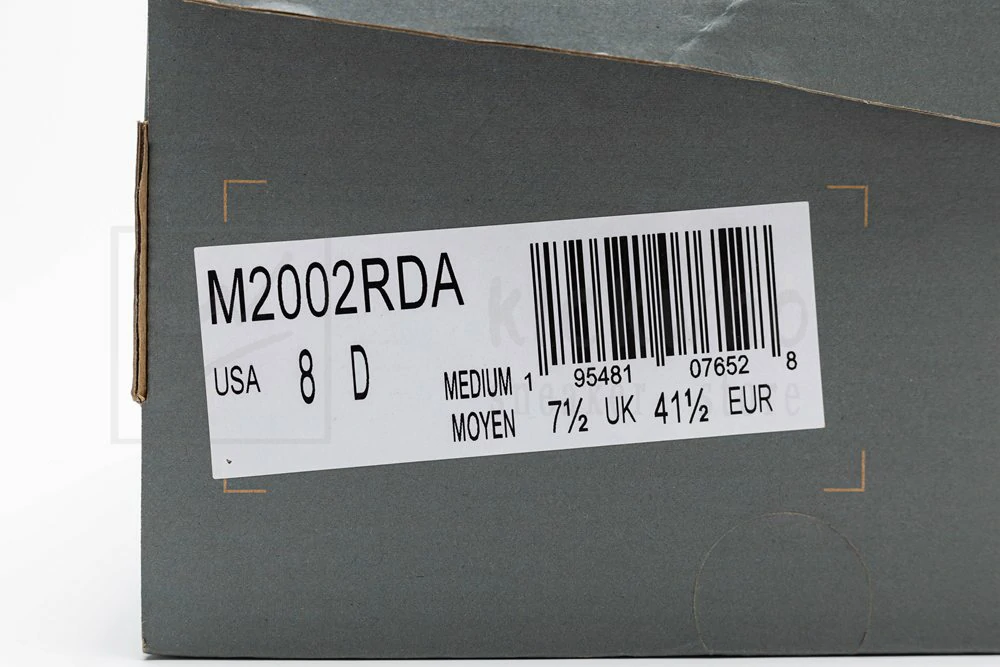 M2002RDA
USA 8 D
MEDIUM
MOYEN
1 95481 07652 8
7½ UK 41½ EUR